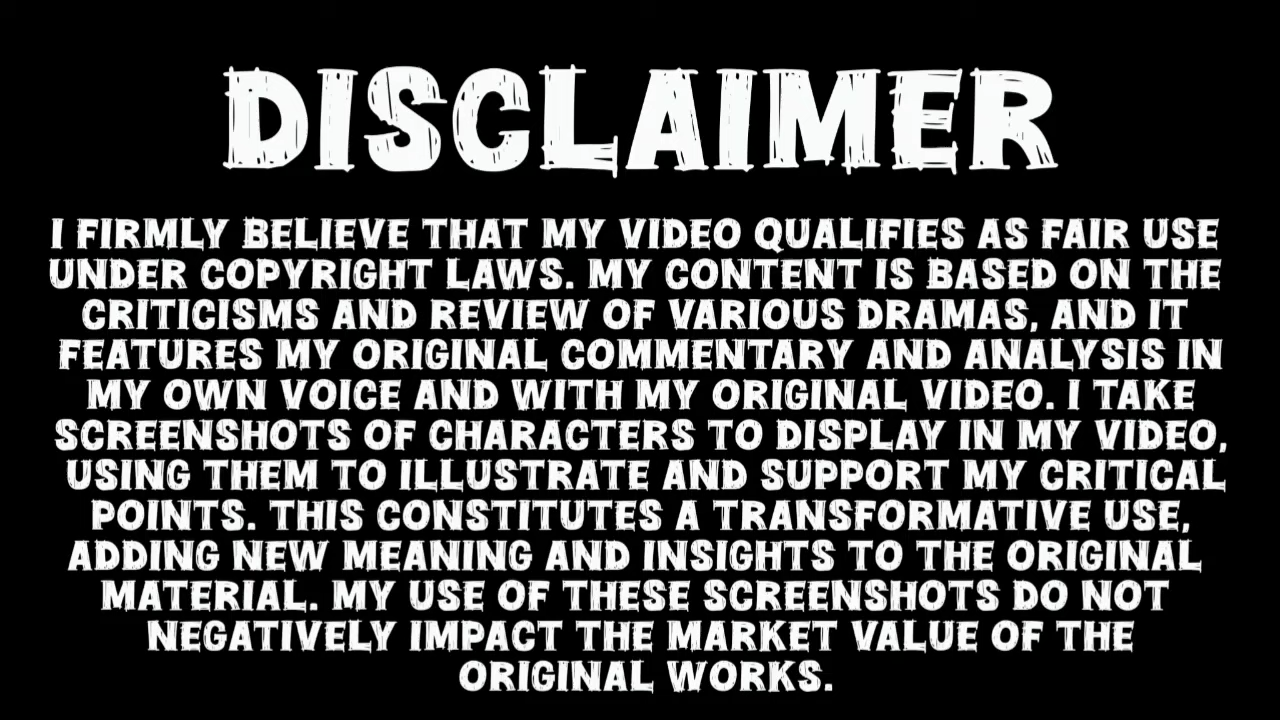 DISCLAIMER
I FIRMLY BELIEVE THAT MY VIDEO QUALIFIES AS FAIR USE
UNDER COPYRIGHT LAWS. MY CONTENT IS BASED ON THE
CRITICISMS AND REVIEW OF VARIOUS DRAMAS, AND IT
FEATURES MY ORIGINAL COMMENTARY AND ANALYSIS IN
MY OWN VOICE AND WITH MY ORIGINAL VIDEO. I TAKE
SCREENSHOTS OF CHARACTERS TO DISPLAY IN MY VIDEO,
USING THEM TO ILLUSTRATE AND SUPPORT MY CRITICAL
POINTS. THIS CONSTITUTES A TRANSFORMATIVE USE,
ADDING NEW MEANING AND INSIGHTS TO THE ORIGINAL
MATERIAL. MY USE OF THESE SCREENSHOTS DO NOT
NEGATIVELY IMPACT THE MARKET VALUE OF THE
ORIGINAL WORKS.